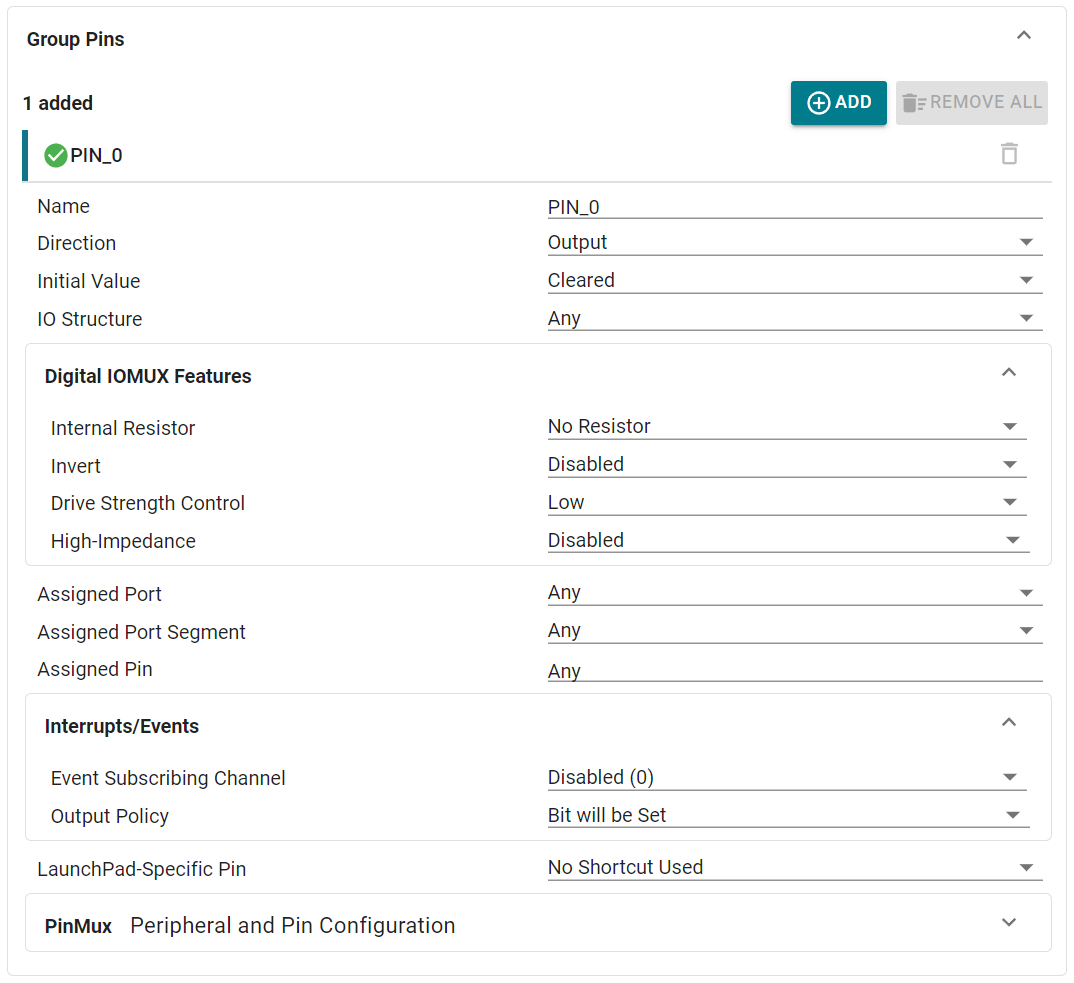 Group Pins
1 added
ADD
REMOVE ALL
PIN_0
Name PIN_0
Direction Output
Initial Value Cleared
IO Structure Any
Digital IOMUX Features
Internal Resistor No Resistor
Invert Disabled
Drive Strength Control Low
High-Impedance Disabled
Assigned Port Any
Assigned Port Segment Any
Assigned Pin Any
Interrupts/Events
Event Subscribing Channel Disabled (0)
Output Policy Bit will be Set
LaunchPad-Specific Pin No Shortcut Used
PinMux Peripheral and Pin Configuration